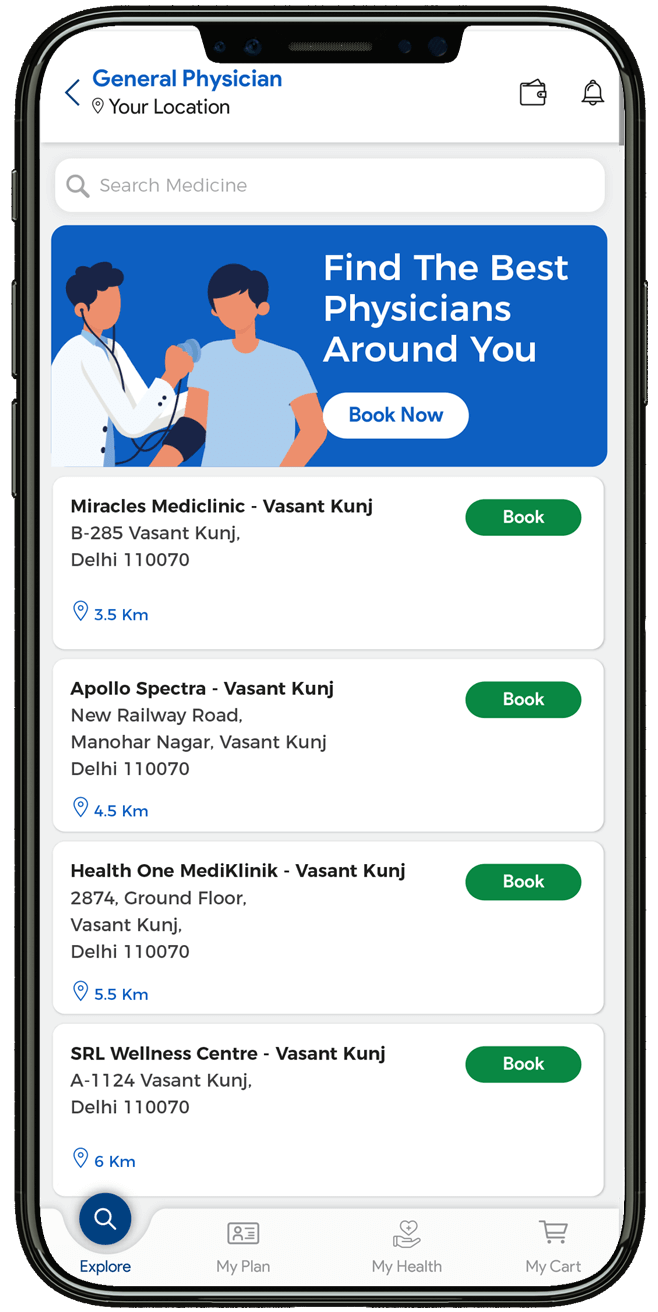 General Physician
Your Location
Search Medicine
Find The Best
Physicians
Around You
Book Now
Miracles Mediclinic - Vasant Kunj
Book
B-285 Vasant Kunj,
Delhi 110070
3.5 Km
Apollo Spectra - Vasant Kunj
Book
New Railway Road,
Manohar Nagar, Vasant Kunj
Delhi 110070
4.5 Km
Health One MediKlinik - Vasant Kunj
Book
2874, Ground Floor,
Vasant Kunj,
Delhi 110070
5.5 Km
SRL Wellness Centre - Vasant Kunj
Book
A-1124 Vasant Kunj,
Delhi 110070
6 Km
Explore My Plan My Health My Cart